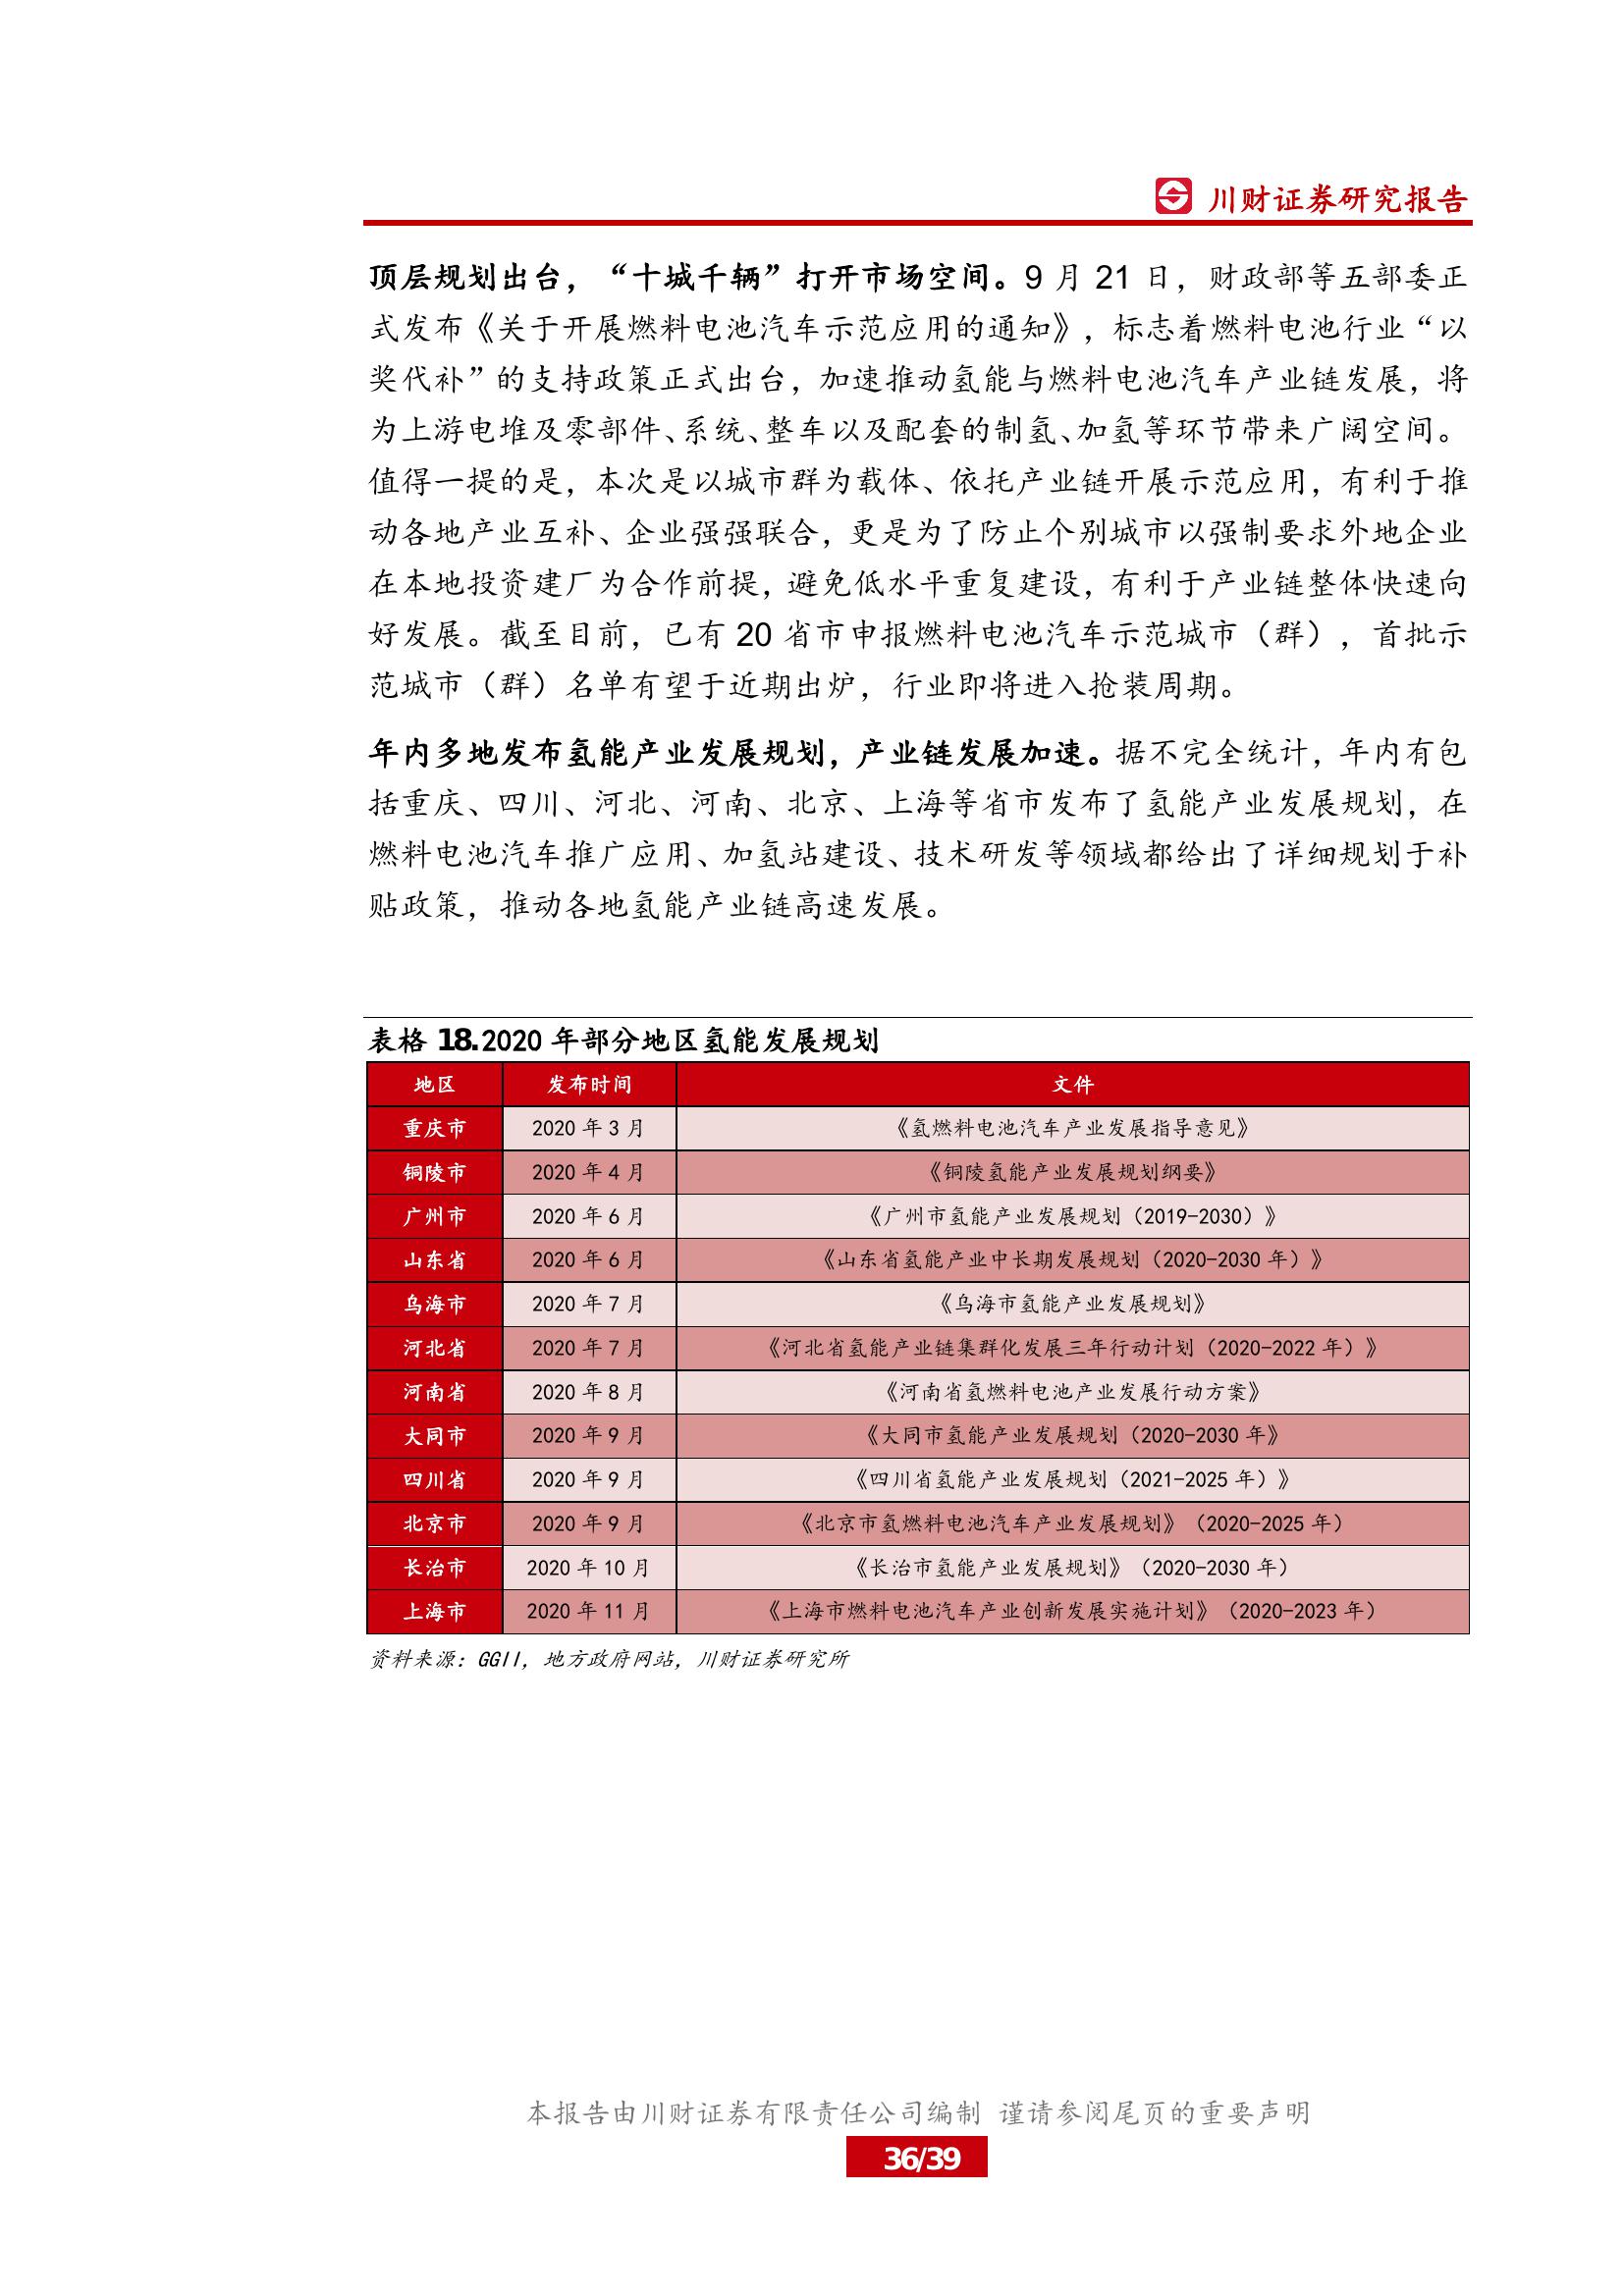 川财证券研究报告
顶层规划出台，“十城千辆”打开市场空间。9 月 21 日，财政部等五部委正
式发布《关于开展燃料电池汽车示范应用的通知》，标志着燃料电池行业“以
奖代补”的支持政策正式出台，加速推动氢能与燃料电池汽车产业链发展，将
为上游电堆及零部件、系统、整车以及配套的制氢、加氢等环节带来广阔空间。
值得一提的是，本次是以城市群为载体、依托产业链开展示范应用，有利于推
动各地产业互补、企业强强联合，更是为了防止个别城市以强制要求外地企业
在本地投资建厂为合作前提，避免低水平重复建设，有利于产业链整体快速向
好发展。截至目前，已有 20 省市申报燃料电池汽车示范城市（群），首批示
范城市（群）名单有望于近期出炉，行业即将进入抢装周期。
年内多地发布氢能产业发展规划，产业链发展加速。据不完全统计，年内有包
括重庆、四川、河北、河南、北京、上海等省市发布了氢能产业发展规划，在
燃料电池汽车推广应用、加氢站建设、技术研发等领域都给出了详细规划于补
贴政策，推动各地氢能产业链高速发展。
表格 18.2020 年部分地区氢能发展规划
地区 发布时间 文件
重庆市 2020 年 3 月 《氢燃料电池汽车产业发展指导意见》
铜陵市 2020 年 4 月 《铜陵氢能产业发展规划纲要》
广州市 2020 年 6 月 《广州市氢能产业发展规划（2019-2030）》
山东省 2020 年 6 月 《山东省氢能产业中长期发展规划（2020-2030 年）》
乌海市 2020 年 7 月 《乌海市氢能产业发展规划》
河北省 2020 年 7 月 《河北省氢能产业链集群化发展三年行动计划（2020-2022 年）》
河南省 2020 年 8 月 《河南省氢燃料电池产业发展行动方案》
大同市 2020 年 9 月 《大同市氢能产业发展规划（2020-2030 年》
四川省 2020 年 9 月 《四川省氢能产业发展规划（2021-2025 年）》
北京市 2020 年 9 月 《北京市氢燃料电池汽车产业发展规划》（2020-2025 年）
长治市 2020 年 10 月 《长治市氢能产业发展规划》（2020-2030 年）
上海市 2020 年 11 月 《上海市燃料电池汽车产业创新发展实施计划》（2020-2023 年）
资料来源：GGII，地方政府网站，川财证券研究所
本报告由川财证券有限责任公司编制 谨请参阅尾页的重要声明
36/39